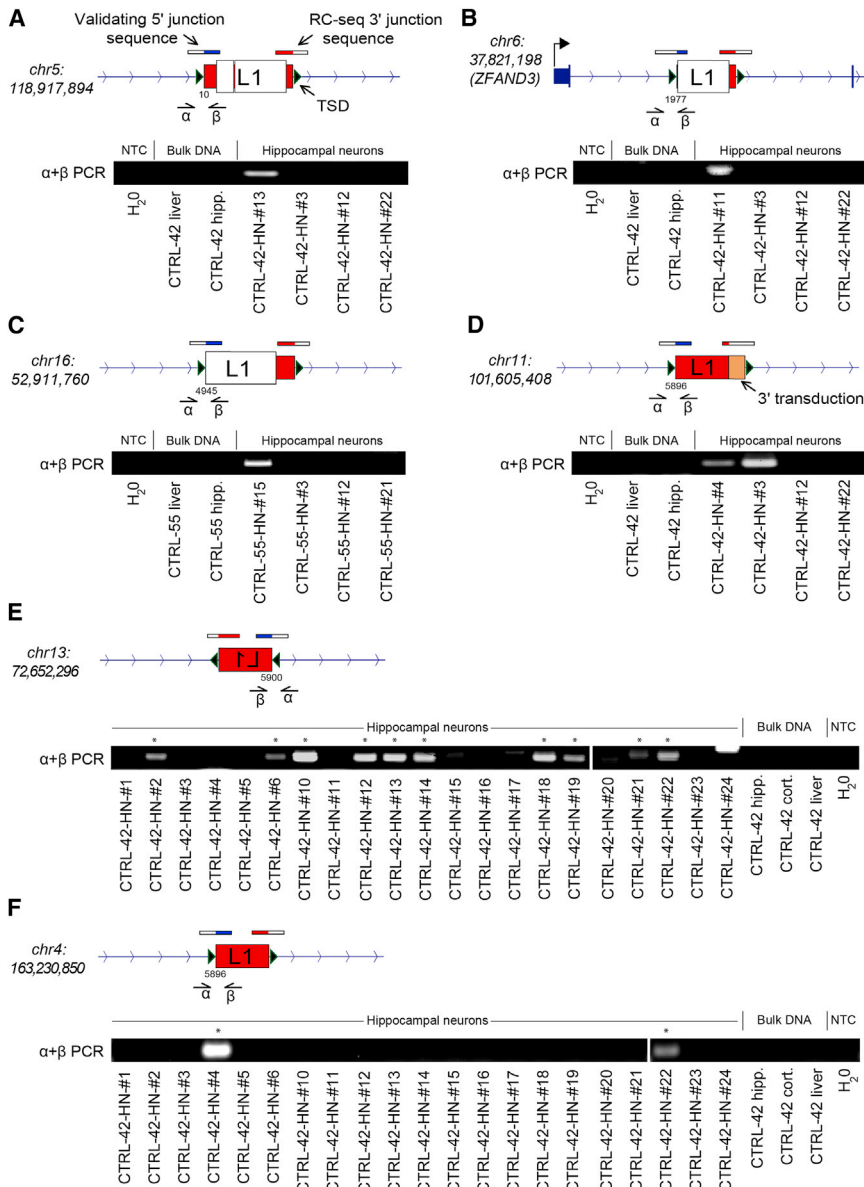 A
Validating 5' junction sequence
RC-seq 3' junction sequence
chr5:
118,917,894
L1
10
TSD
α
β
NTC
Bulk DNA
Hippocampal neurons
α+β PCR
H20
CTRL-42 liver
CTRL-42 hipp.
CTRL-42-HN-#13
CTRL-42-HN-#3
CTRL-42-HN-#12
CTRL-42-HN-#22
B
chr6:
37,821,198
(ZFAND3)
L1
1977
α
β
NTC
Bulk DNA
Hippocampal neurons
α+β PCR
H20
CTRL-42 liver
CTRL-42 hipp.
CTRL-42-HN-#11
CTRL-42-HN-#3
CTRL-42-HN-#12
CTRL-42-HN-#22
C
chr16:
52,911,760
L1
4945
α
β
NTC
Bulk DNA
Hippocampal neurons
α+β PCR
H20
CTRL-55 liver
CTRL-55 hipp.
CTRL-55-HN-#15
CTRL-55-HN-#3
CTRL-55-HN-#12
CTRL-55-HN-#21
D
chr11:
101,605,408
L1
5896
3' transduction
α
β
NTC
Bulk DNA
Hippocampal neurons
α+β PCR
H20
CTRL-42 liver
CTRL-42 hipp.
CTRL-42-HN-#4
CTRL-42-HN-#3
CTRL-42-HN-#12
CTRL-42-HN-#22
E
chr13:
72,652,296
L1
5900
β
α
Hippocampal neurons
Bulk DNA
NTC
* * * * * * * * * *
α+β PCR
CTRL-42-HN-#1
CTRL-42-HN-#2
CTRL-42-HN-#3
CTRL-42-HN-#4
CTRL-42-HN-#5
CTRL-42-HN-#6
CTRL-42-HN-#10
CTRL-42-HN-#11
CTRL-42-HN-#12
CTRL-42-HN-#13
CTRL-42-HN-#14
CTRL-42-HN-#15
CTRL-42-HN-#16
CTRL-42-HN-#17
CTRL-42-HN-#18
CTRL-42-HN-#19
CTRL-42-HN-#20
CTRL-42-HN-#21
CTRL-42-HN-#22
CTRL-42-HN-#23
CTRL-42-HN-#24
CTRL-42 hipp.
CTRL-42 cort.
CTRL-42 liver
H20
F
chr4:
163,230,850
L1
5896
α
β
Hippocampal neurons
Bulk DNA
NTC
* *
α+β PCR
CTRL-42-HN-#1
CTRL-42-HN-#2
CTRL-42-HN-#3
CTRL-42-HN-#4
CTRL-42-HN-#5
CTRL-42-HN-#6
CTRL-42-HN-#10
CTRL-42-HN-#11
CTRL-42-HN-#12
CTRL-42-HN-#13
CTRL-42-HN-#14
CTRL-42-HN-#15
CTRL-42-HN-#16
CTRL-42-HN-#17
CTRL-42-HN-#18
CTRL-42-HN-#19
CTRL-42-HN-#20
CTRL-42-HN-#21
CTRL-42-HN-#22
CTRL-42-HN-#23
CTRL-42-HN-#24
CTRL-42 hipp.
CTRL-42 cort.
CTRL-42 liver
H20